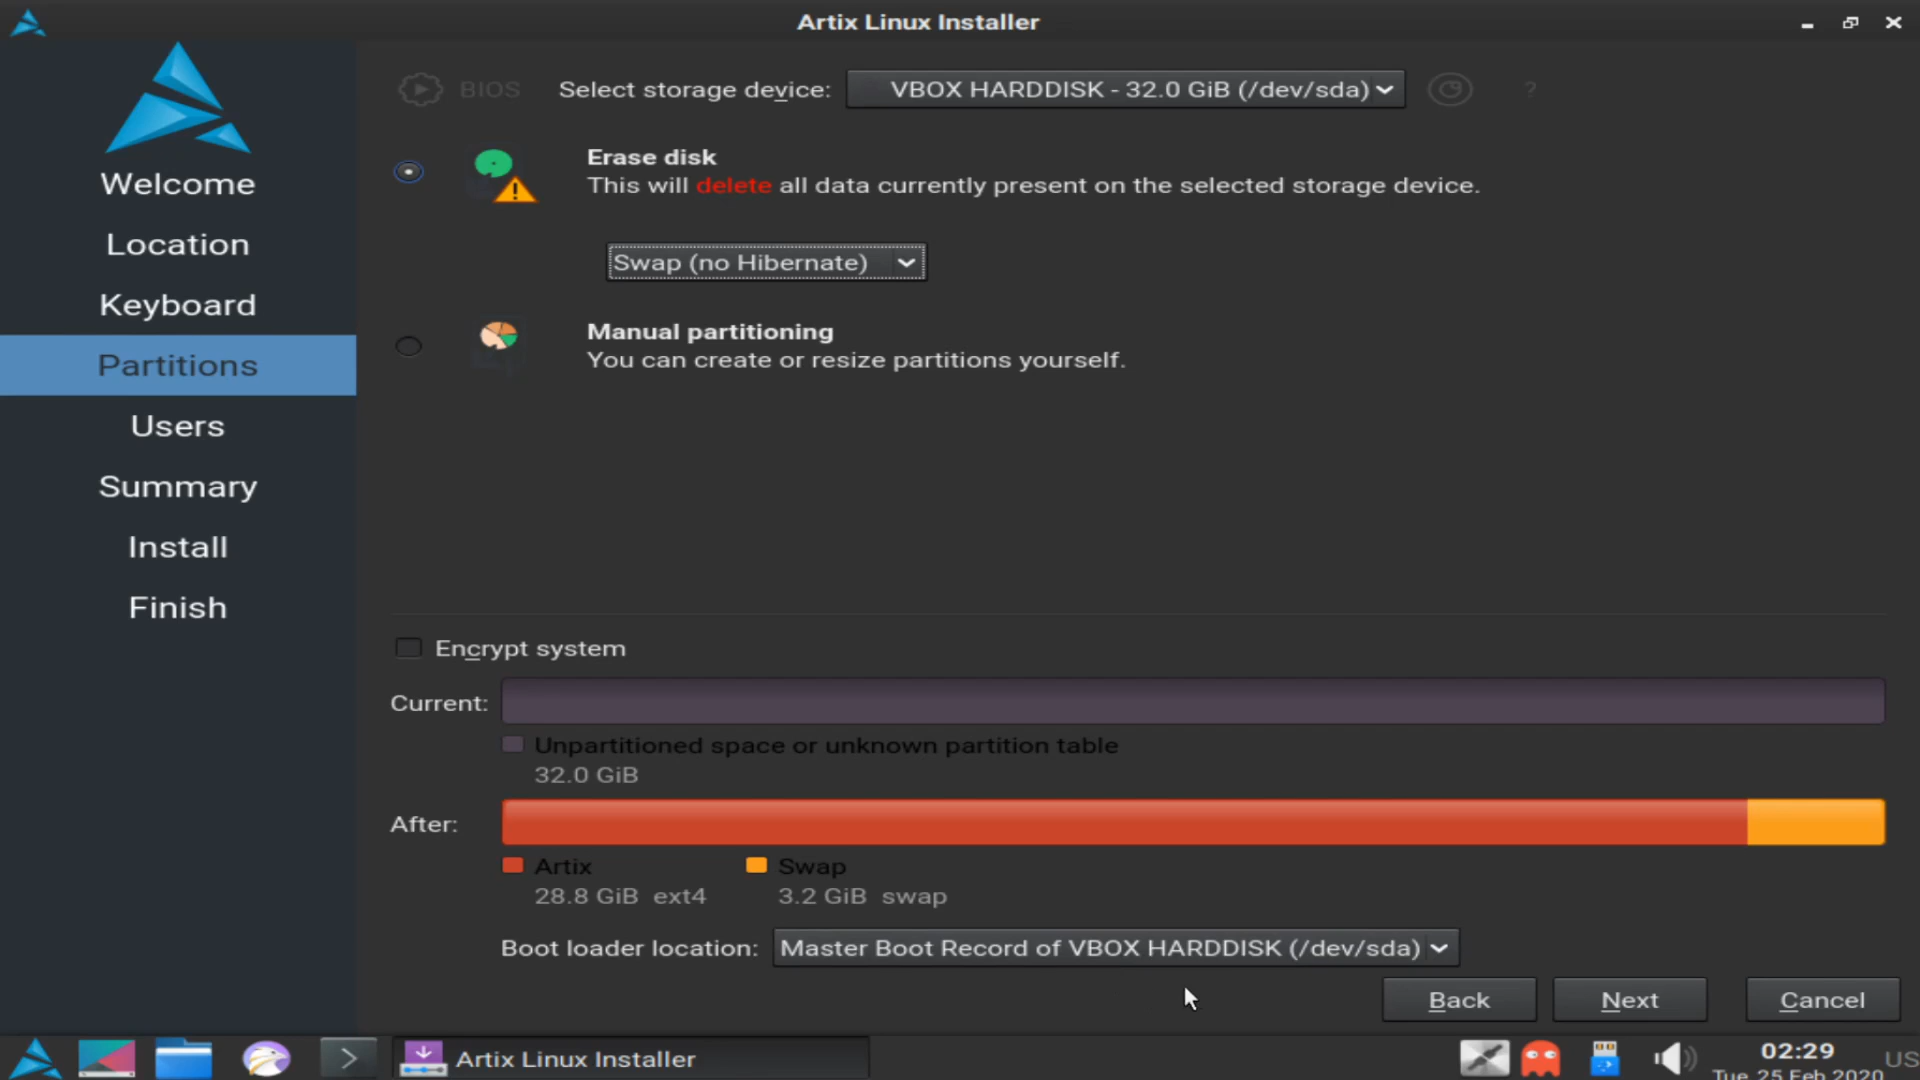 Artix Linux Installer
BIOS Select storage device: VBOX HARDDISK - 32.0 GiB (/dev/sda) ?
Welcome
Location
Keyboard
Partitions
Users
Summary
Install
Finish
Erase disk
This will delete all data currently present on the selected storage device.
Swap (no Hibernate)
Manual partitioning
You can create or resize partitions yourself.
Encrypt system
Current:
Unpartitioned space or unknown partition table
32.0 GiB
After:
Artix Swap
28.8 GiB ext4 3.2 GiB swap
Boot loader location: Master Boot Record of VBOX HARDDISK (/dev/sda)
Back Next Cancel
Artix Linux Installer 02:29 US
Tue 25 Feb 2020